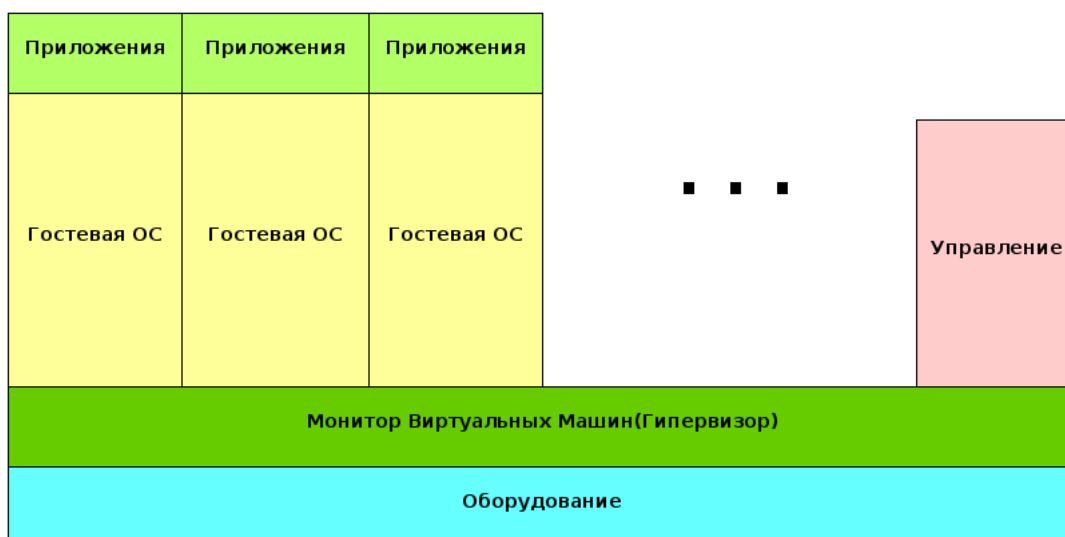 Приложения
Приложения
Приложения
Гостевая ОС
Гостевая ОС
Гостевая ОС
. . .
Управление
Монитор Виртуальных Машин(Гипервизор)
Оборудование